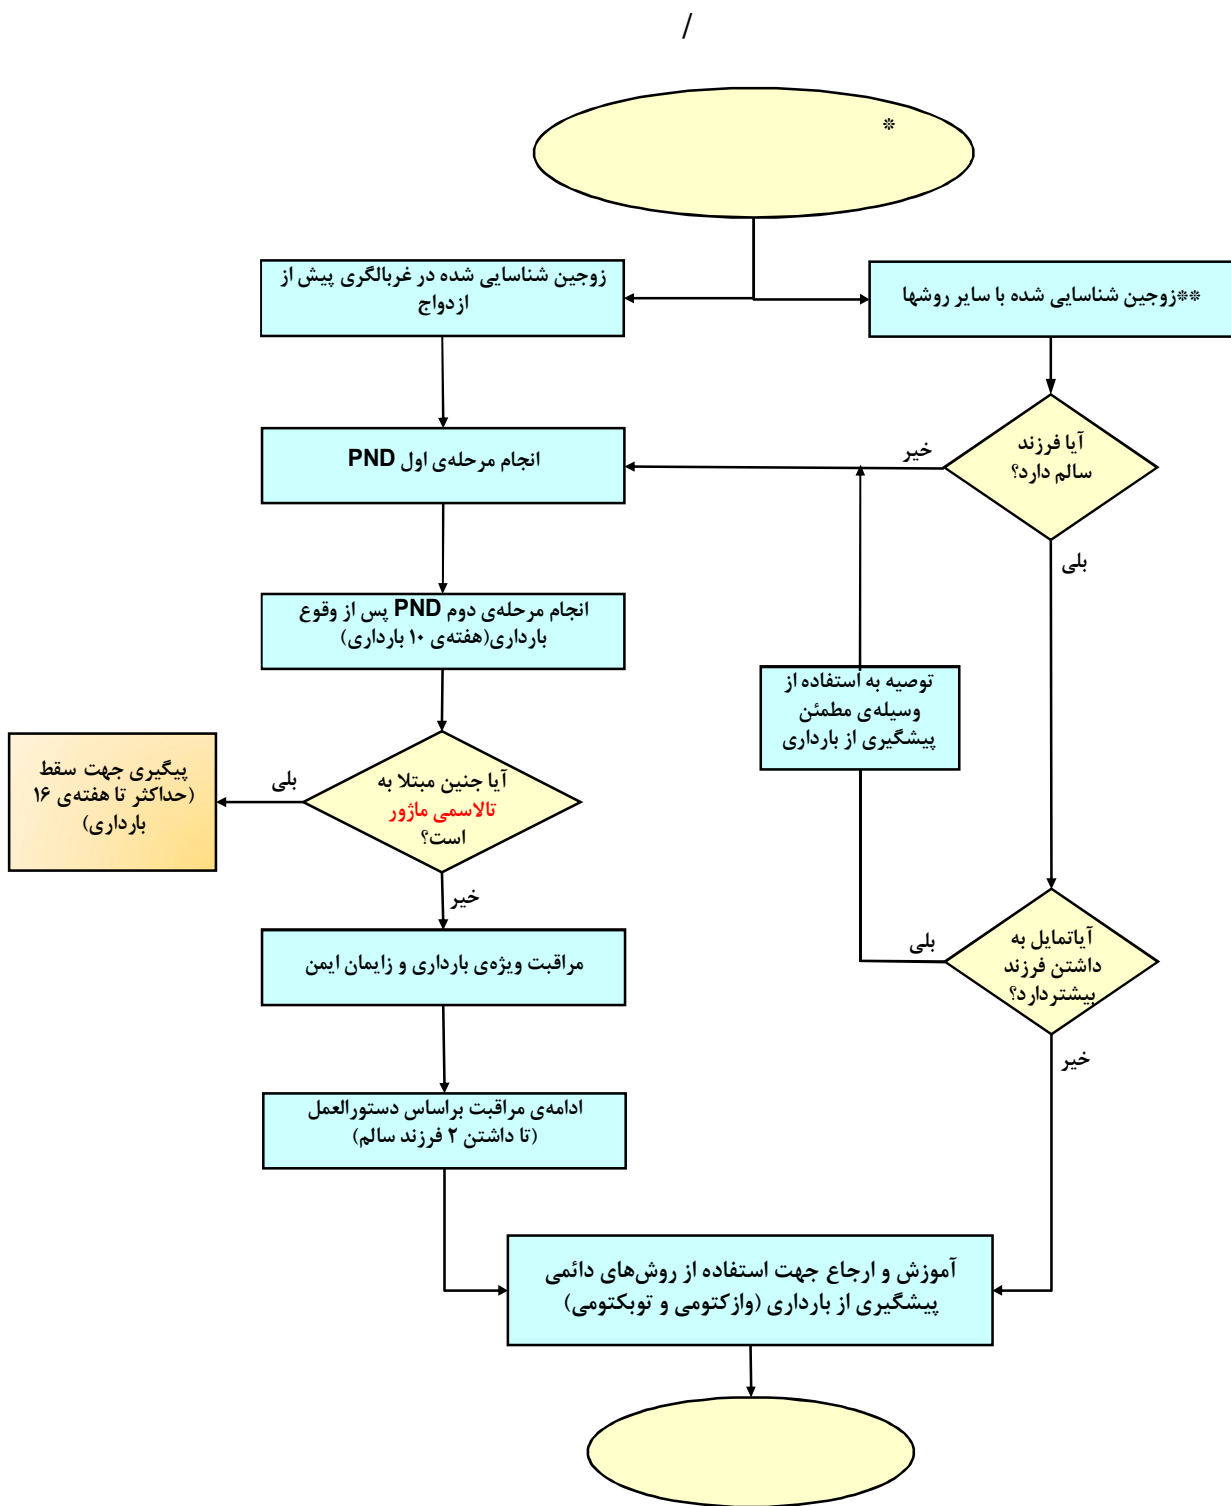 /
*
زوجین شناسایی شده در غربالگری پیش از
ازدواج
**زوجین شناسایی شده با سایر روشها
آیا فرزند
سالم دارد؟
خیر
بلی
انجام مرحله‌ی اول PND
انجام مرحله‌ی دوم PND پس از وقوع
بارداری(هفته‌ی ۱۰ بارداری)
توصیه به استفاده از
وسیله‌ی مطمئن
پیشگیری از بارداری
آیا جنین مبتلا به
تالاسمی ماژور
است؟
بلی
پیگیری جهت سقط
(حداکثر تا هفته‌ی ۱۶
بارداری)
خیر
آیاتمایل به
داشتن فرزند
بیشتردارد؟
بلی
خیر
مراقبت ویژه‌ی بارداری و زایمان ایمن
ادامه‌ی مراقبت براساس دستورالعمل
(تا داشتن ۲ فرزند سالم)
آموزش و ارجاع جهت استفاده از روش‌های دائمی
پیشگیری از بارداری (وازکتومی و توبکتومی)